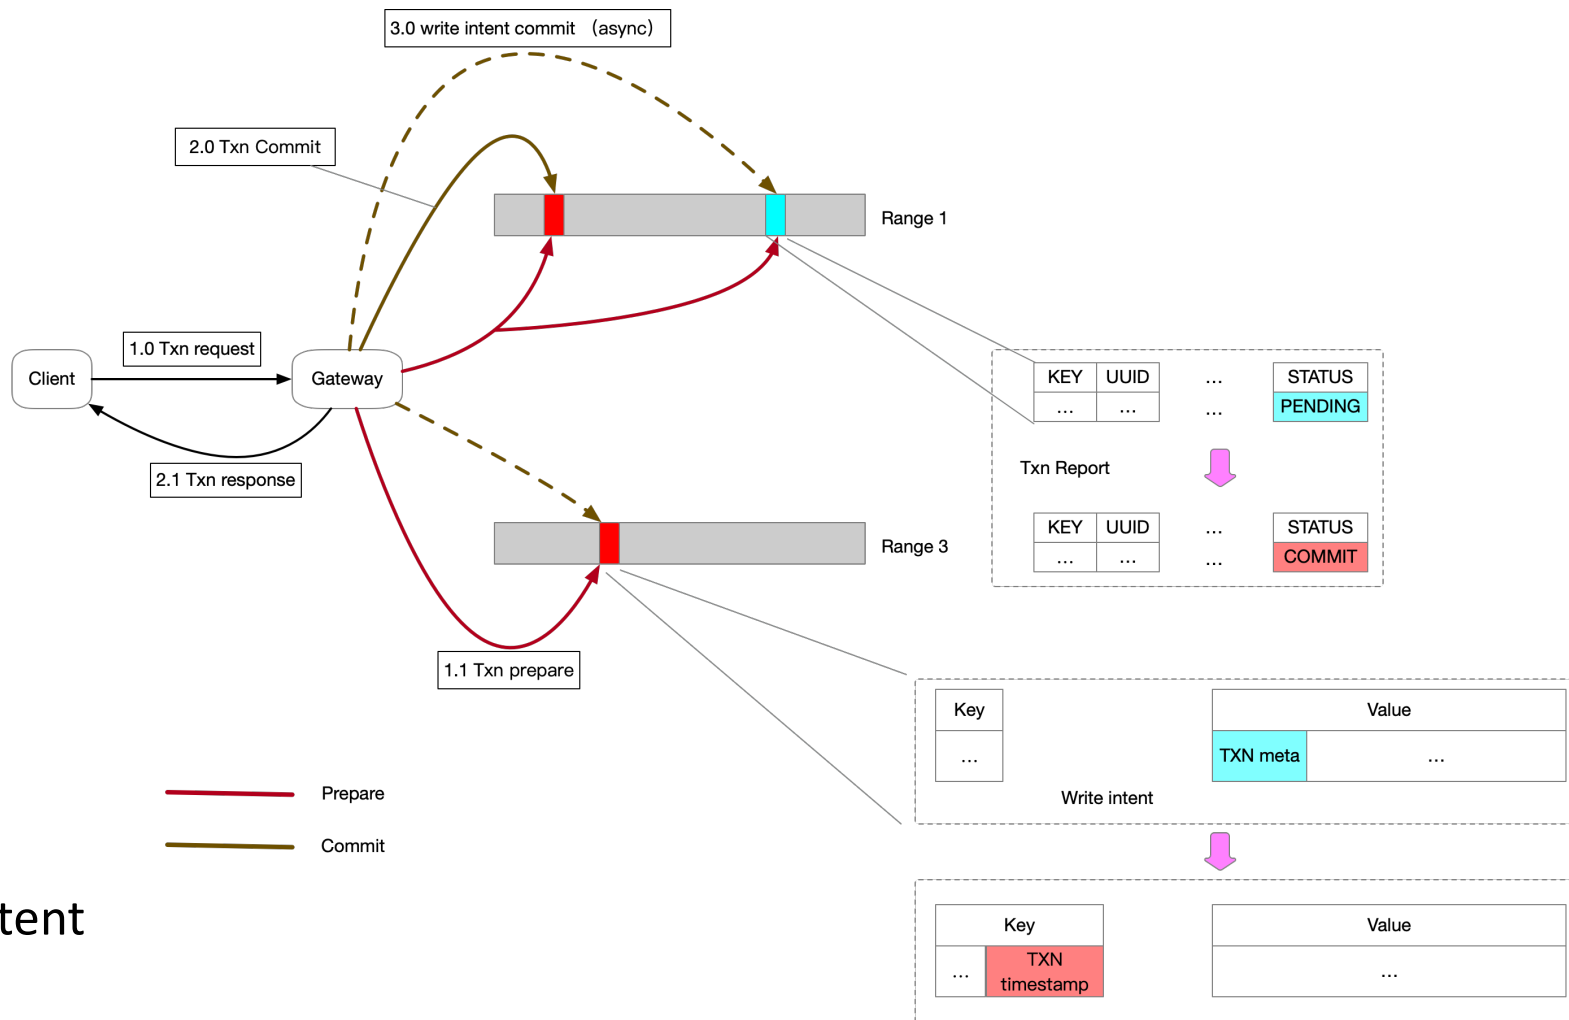 3.0 write intent commit （async）
2.0 Txn Commit
Range 1
1.0 Txn request
Client
Gateway
2.1 Txn response
KEY UUID ... STATUS
... ... ... PENDING
Txn Report
KEY UUID ... STATUS
... ... ... COMMIT
Range 3
1.1 Txn prepare
Key Value
... TXN meta ...
Write intent
Prepare
Commit
tent
Key Value
... TXN
timestamp
...